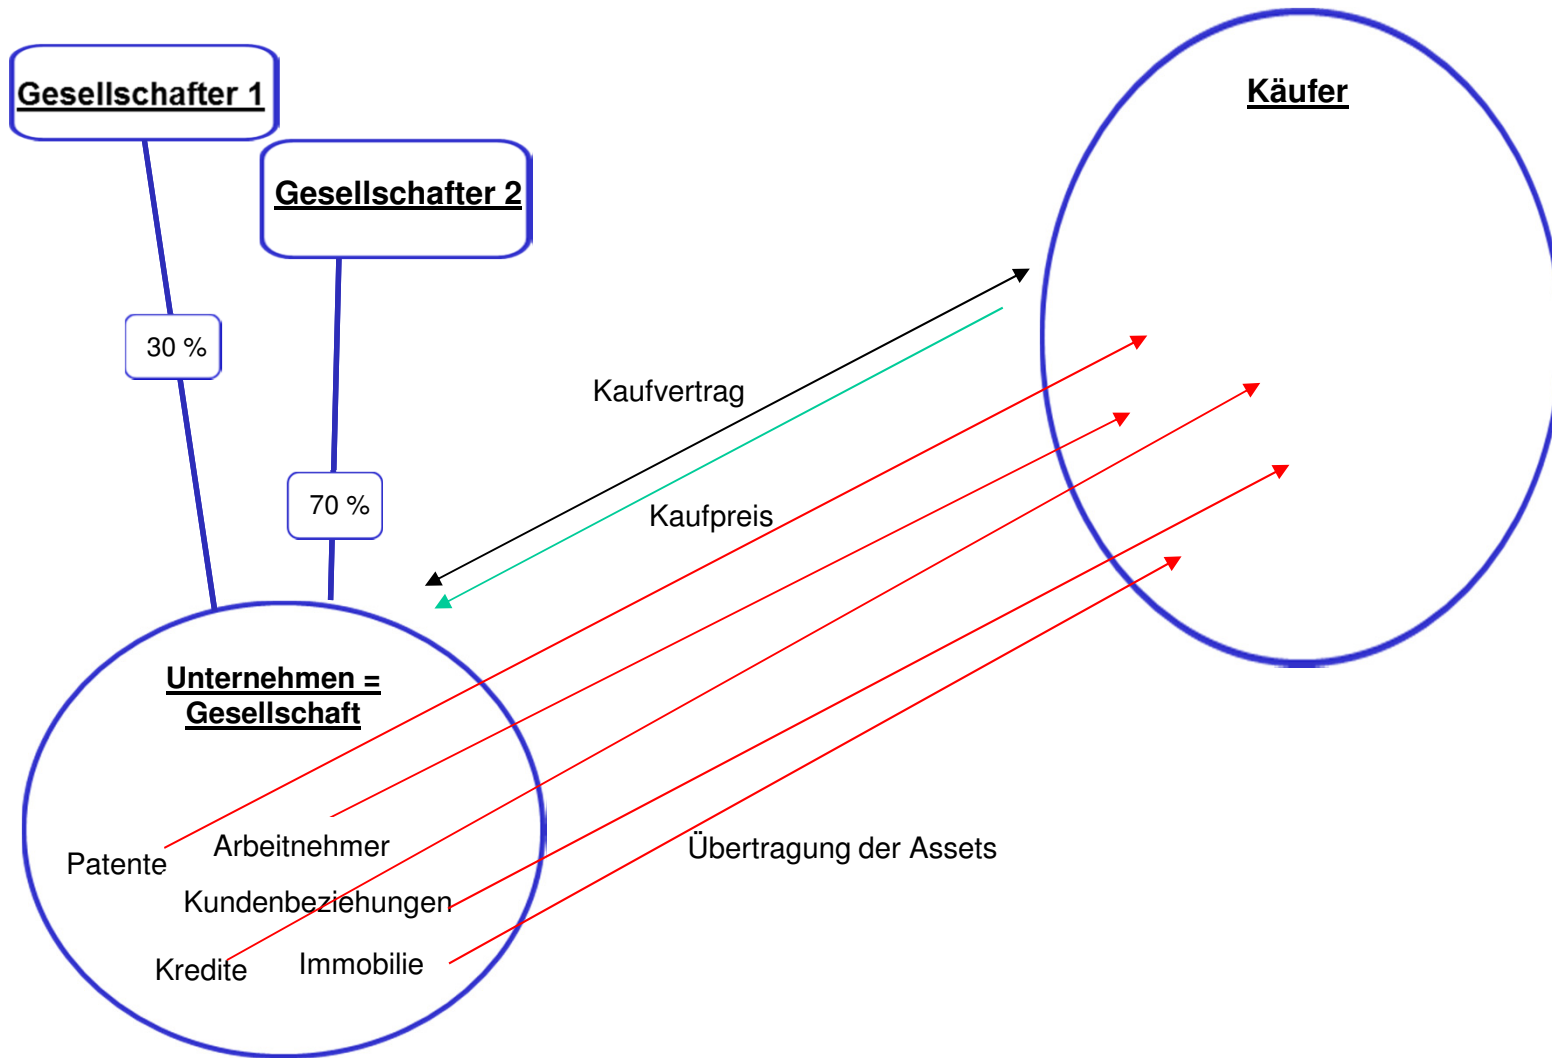 Gesellschafter 1
Käufer
Gesellschafter 2
30 %
Kaufvertrag
70 %
Kaufpreis
Unternehmen =
Gesellschaft
Arbeitnehmer
Übertragung der Assets
Patente
Kundenbeziehungen
Kredite
Immobilie